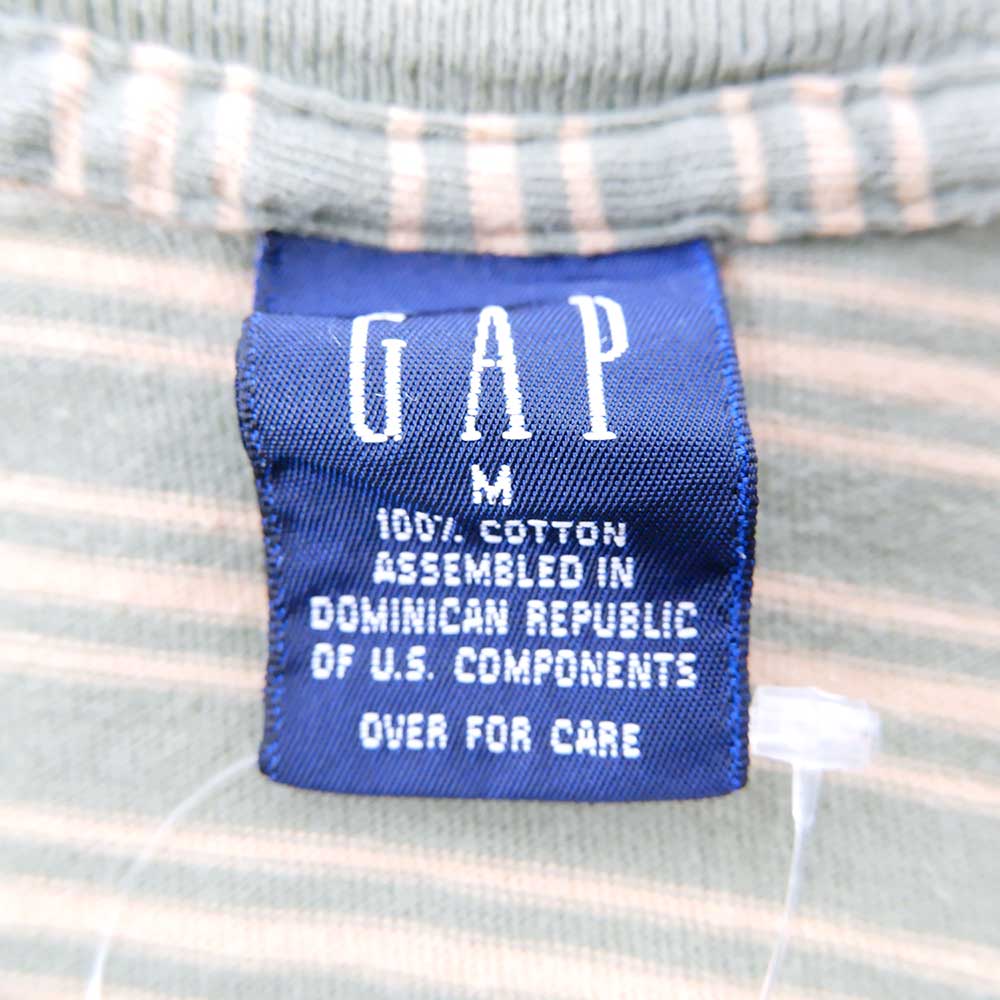 GAP
M
100% COTTON
ASSEMBLED IN
DOMINICAN REPUBLIC
OF U.S. COMPONENTS
OVER FOR CARE